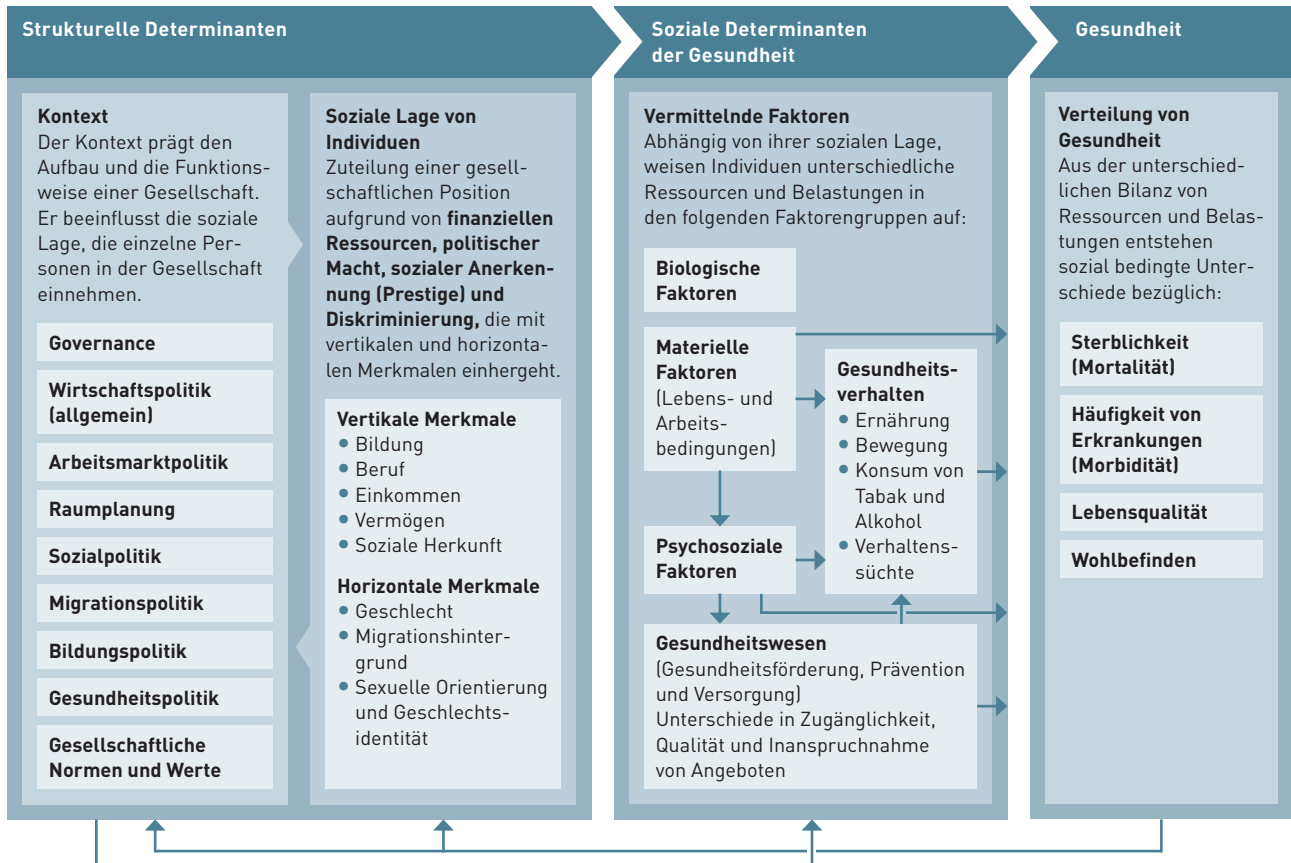 Strukturelle Determinanten
Kontext
Der Kontext prägt den
Aufbau und die Funktions-
weise einer Gesellschaft.
Er beeinflusst die soziale
Lage, die einzelne Per-
sonen in der Gesellschaft
einnehmen.
Governance
Wirtschaftspolitik
(allgemein)
Arbeitsmarktpolitik
Raumplanung
Sozialpolitik
Migrationspolitik
Bildungspolitik
Gesundheitspolitik
Gesellschaftliche
Normen und Werte
Soziale Lage von
Individuen
Zuteilung einer gesell-
schaftlichen Position
aufgrund von finanziellen
Ressourcen, politischer
Macht, sozialer Anerken-
nung (Prestige) und
Diskriminierung, die mit
vertikalen und horizonta-
len Merkmalen einhergeht.
Vertikale Merkmale
• Bildung
• Beruf
• Einkommen
• Vermögen
• Soziale Herkunft
Horizontale Merkmale
• Geschlecht
• Migrationshinter-
grund
• Sexuelle Orientierung
und Geschlechts-
identität
Soziale Determinanten
der Gesundheit
Vermittelnde Faktoren
Abhängig von ihrer sozialen Lage,
weisen Individuen unterschiedliche
Ressourcen und Belastungen in
den folgenden Faktorengruppen auf:
Biologische
Faktoren
Materielle
Faktoren
(Lebens- und
Arbeits-
bedingungen)
Psychosoziale
Faktoren
Gesundheits-
verhalten
• Ernährung
• Bewegung
• Konsum von
Tabak und
Alkohol
• Verhaltens-
süchte
Gesundheitswesen
(Gesundheitsförderung, Prävention
und Versorgung)
Unterschiede in Zugänglichkeit,
Qualität und Inanspruchnahme
von Angeboten
Gesundheit
Verteilung von
Gesundheit
Aus der unterschied-
lichen Bilanz von
Ressourcen und Belas-
tungen entstehen
sozial bedingte Unter-
schiede bezüglich:
Sterblichkeit
(Mortalität)
Häufigkeit von
Erkrankungen
(Morbidität)
Lebensqualität
Wohlbefinden